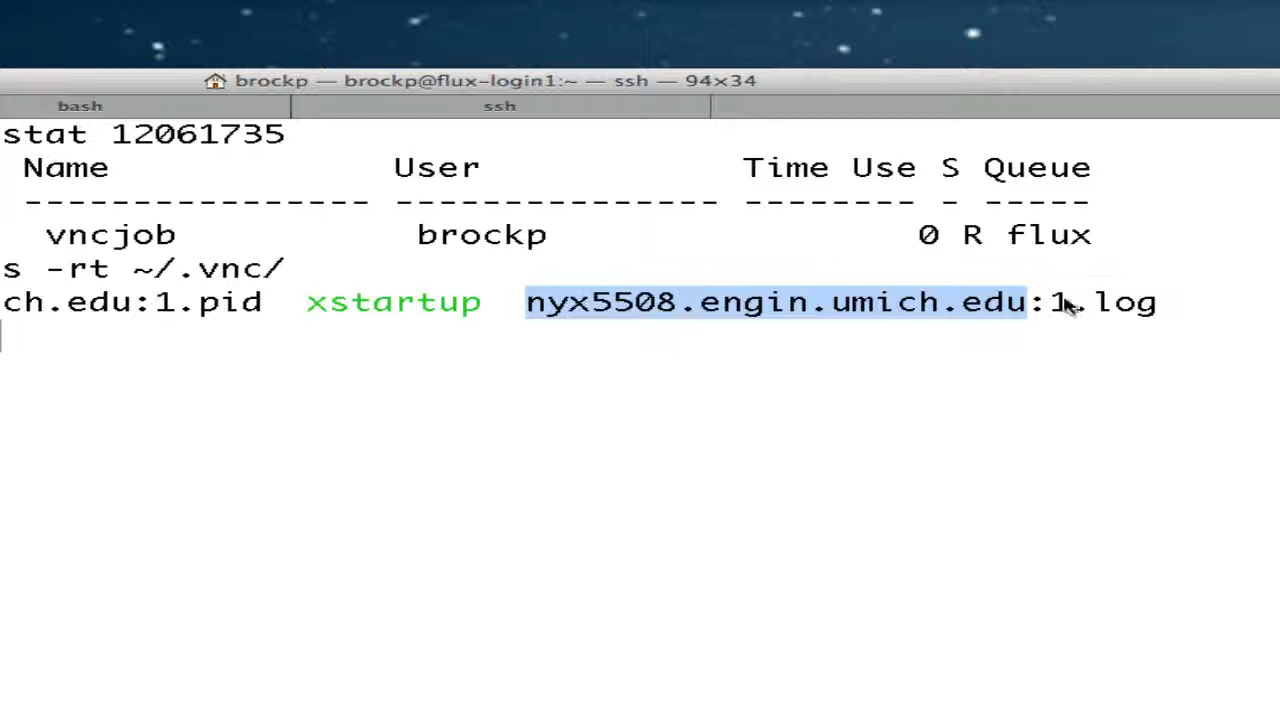 brockp — brockp@flux-login1:~ — ssh — 94×34
bash ssh
stat 12061735
Name User Time Use S Queue
---------------- --------------- -------- - -----
vncjob brockp 0 R flux
s -rt ~/.vnc/
ch.edu:1.pid xstartup nyx5508.engin.umich.edu:1.log